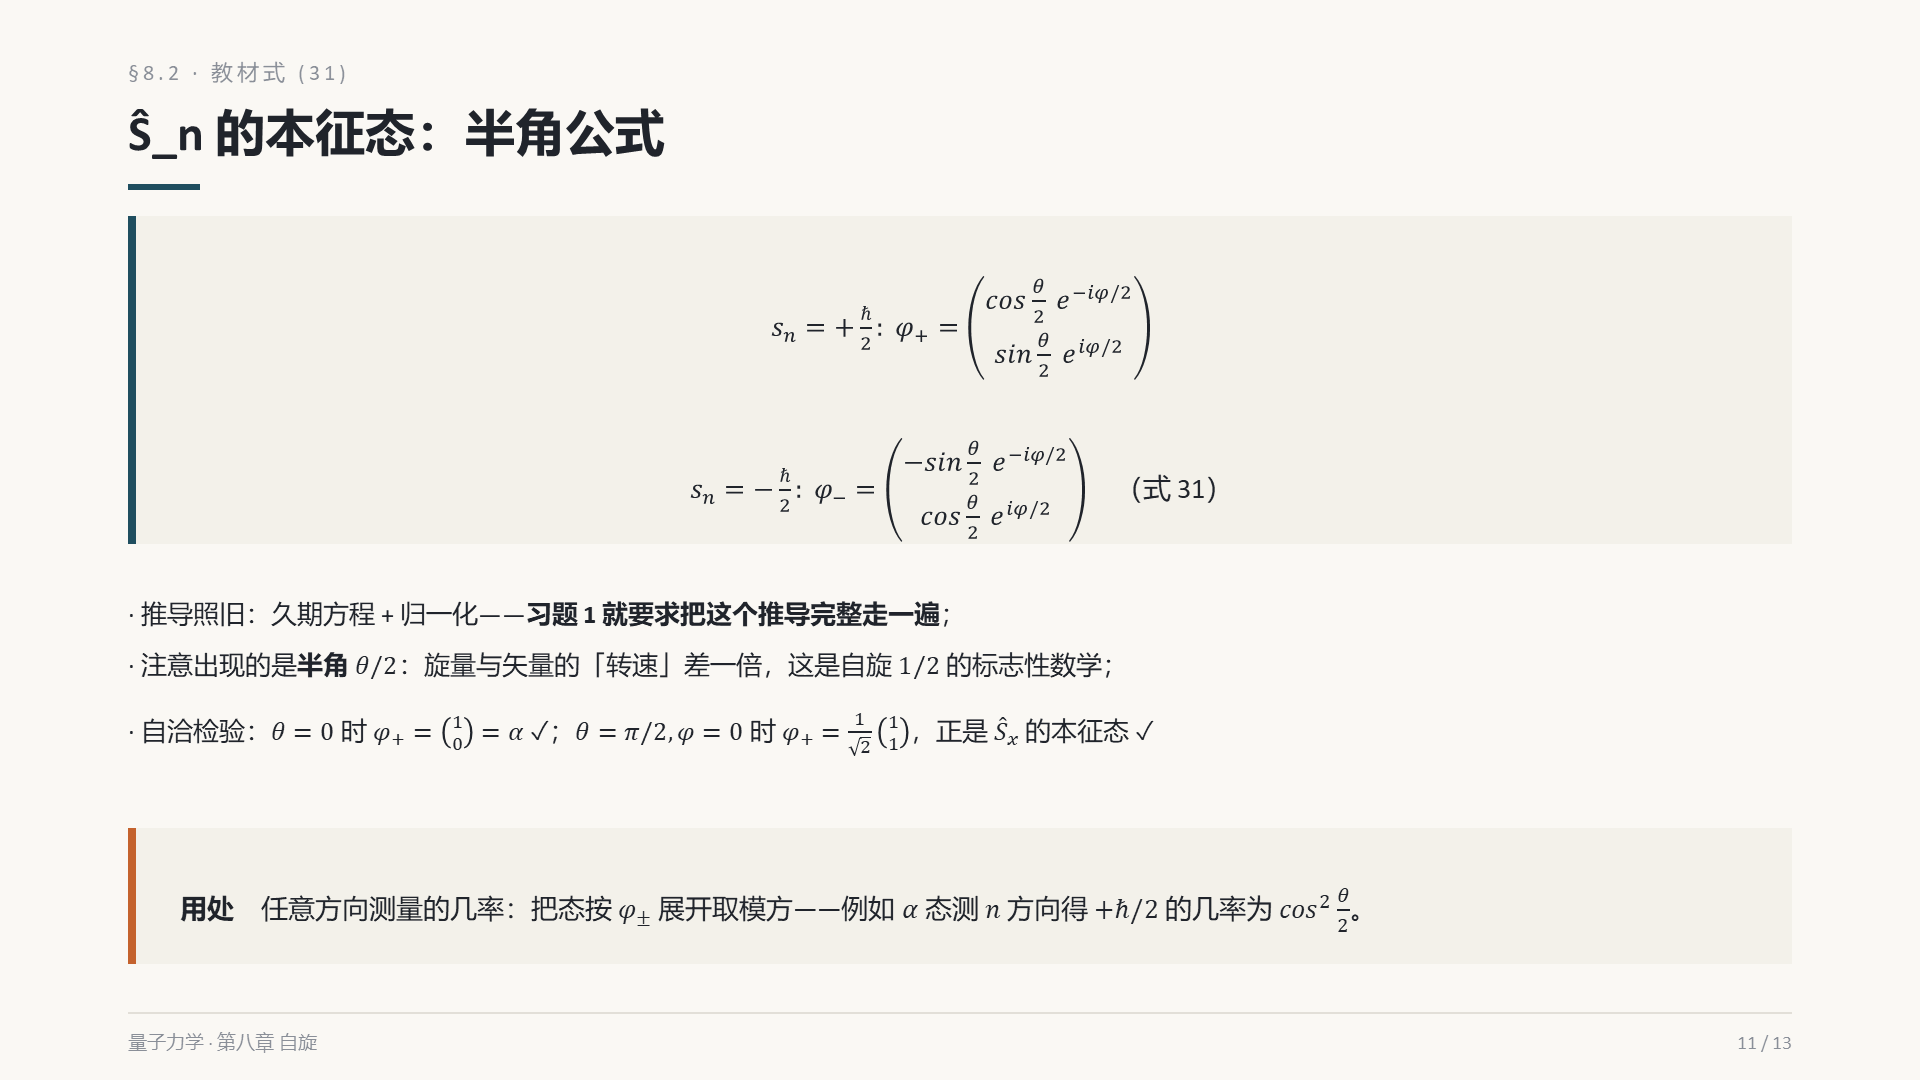 §8.2 · 教材式 (31)
Ŝ_n 的本征态：半角公式
s_n = +ħ/2: φ₊ = (cos θ/2 e^{−iφ/2} ; sin θ/2 e^{iφ/2})
s_n = −ħ/2: φ₋ = (−sin θ/2 e^{−iφ/2} ; cos θ/2 e^{iφ/2}) (式 31)
· 推导照旧：久期方程 + 归一化——习题 1 就要求把这个推导完整走一遍；
· 注意出现的是半角 θ/2：旋量与矢量的「转速」差一倍，这是自旋 1/2 的标志性数学；
· 自洽检验：θ = 0 时 φ₊ = (1 ; 0) = α ✓；θ = π/2, φ = 0 时 φ₊ = 1/√2 (1 ; 1)，正是 Ŝₓ 的本征态 ✓
用处 任意方向测量的几率：把态按 φ± 展开取模方——例如 α 态测 n 方向得 +ħ/2 的几率为 cos² θ/2。
量子力学 · 第八章 自旋
11 / 13